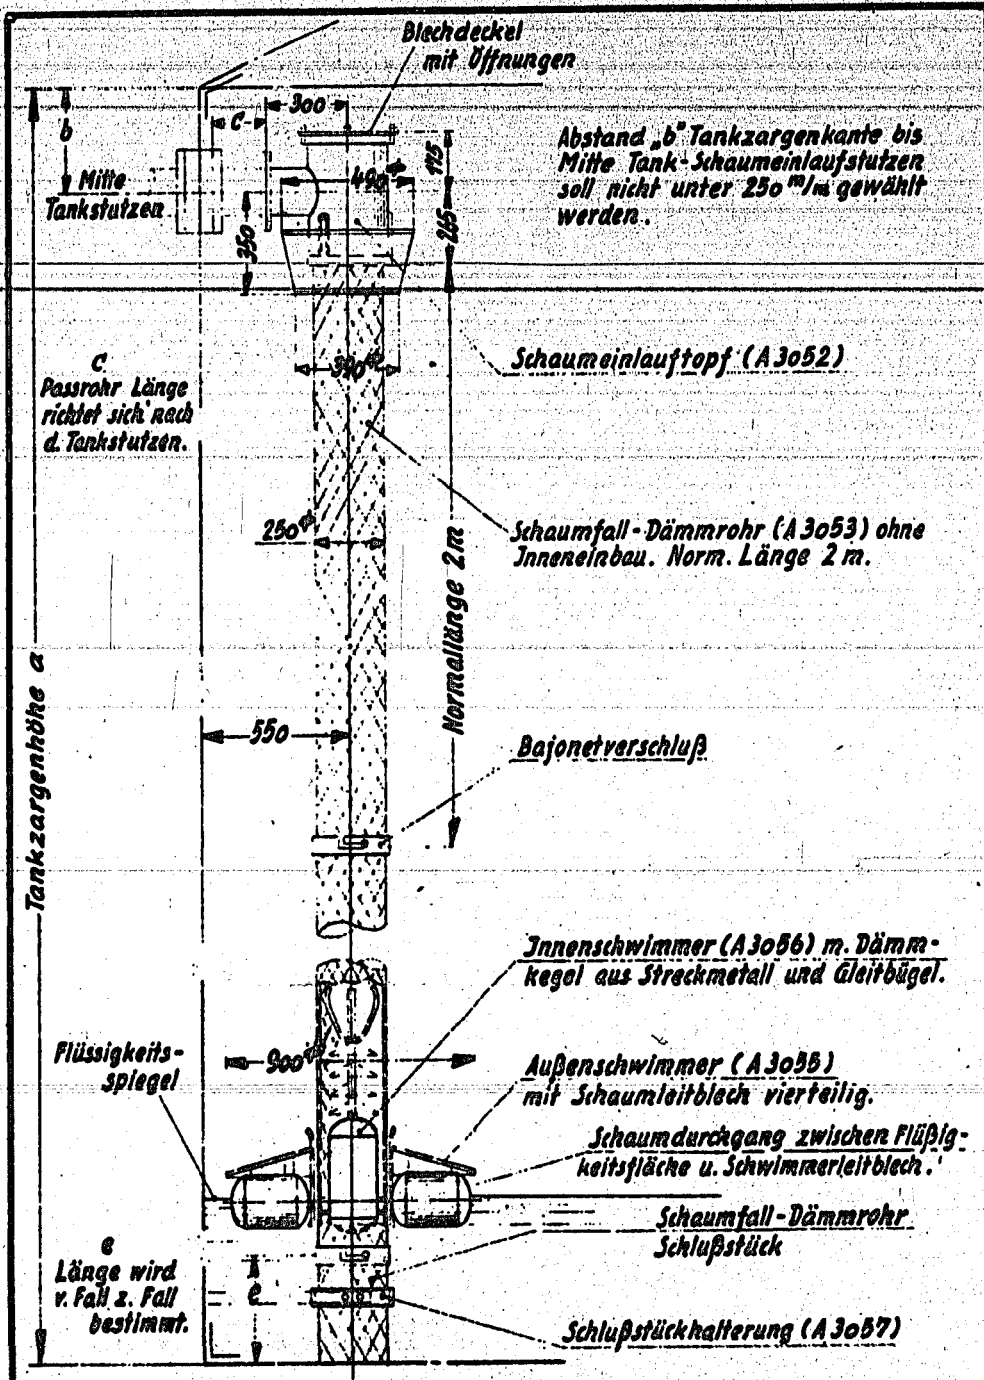 Blechdeckel
mit Öffnungen
300
C
b
Mitte
Tankstutzen
490
175
265
350
Abstand „b" Tankzargenkante bis
Mitte Tank-Schaumeinlaufstutzen
soll nicht unter 250 m/m gewählt
werden.
Schaumeinlauftopf (A3052)
390
C
Passrohr Länge
richtet sich nach
d. Tankstutzen.
250
Schaumfall-Dämmrohr (A3053) ohne
Inneneinbau. Norm. Länge 2 m.
Normallänge 2m
Tankzargenhöhe a
550
Bajonetverschluß
Innenschwimmer (A3056) m. Dämm-
kegel aus Streckmetall und Gleitbügel.
Flüssigkeits-
spiegel
900
Außenschwimmer (A3055)
mit Schaumleitblech vierteilig.
Schaumdurchgang zwischen Flüßig-
keitsfläche u. Schwimmerleitblech.
Schaumfall-Dämmrohr
Schlußstück
e
Länge wird
v. Fall z. Fall
bestimmt.
e
Schlußstückhalterung (A3057)